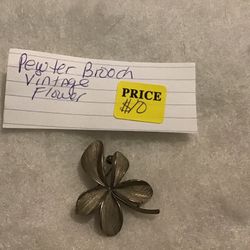 Pewter Brooch
Vintage
Flower
PRICE
$10